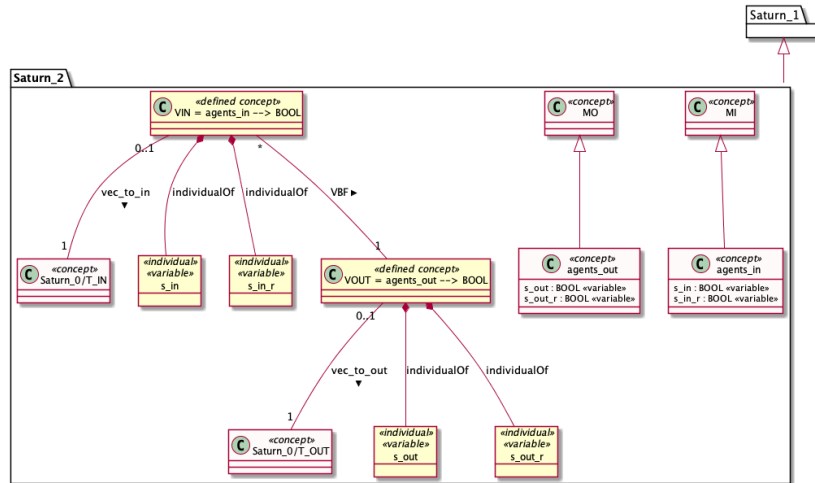 Saturn_1
Saturn_2
C «defined concept»
VIN = agents_in --> BOOL
C «concept»
MO
C «concept»
MI
0..1
*
vec_to_in
▼
individualOf
individualOf
VBF ►
1
1
C «concept»
Saturn_0/T_IN
«individual»
«variable»
s_in
«individual»
«variable»
s_in_r
C «defined concept»
VOUT = agents_out --> BOOL
C «concept»
agents_out
s_out : BOOL «variable»
s_out_r : BOOL «variable»
C «concept»
agents_in
s_in : BOOL «variable»
s_in_r : BOOL «variable»
0..1
vec_to_out
▼
individualOf
individualOf
1
C «concept»
Saturn_0/T_OUT
«individual»
«variable»
s_out
«individual»
«variable»
s_out_r